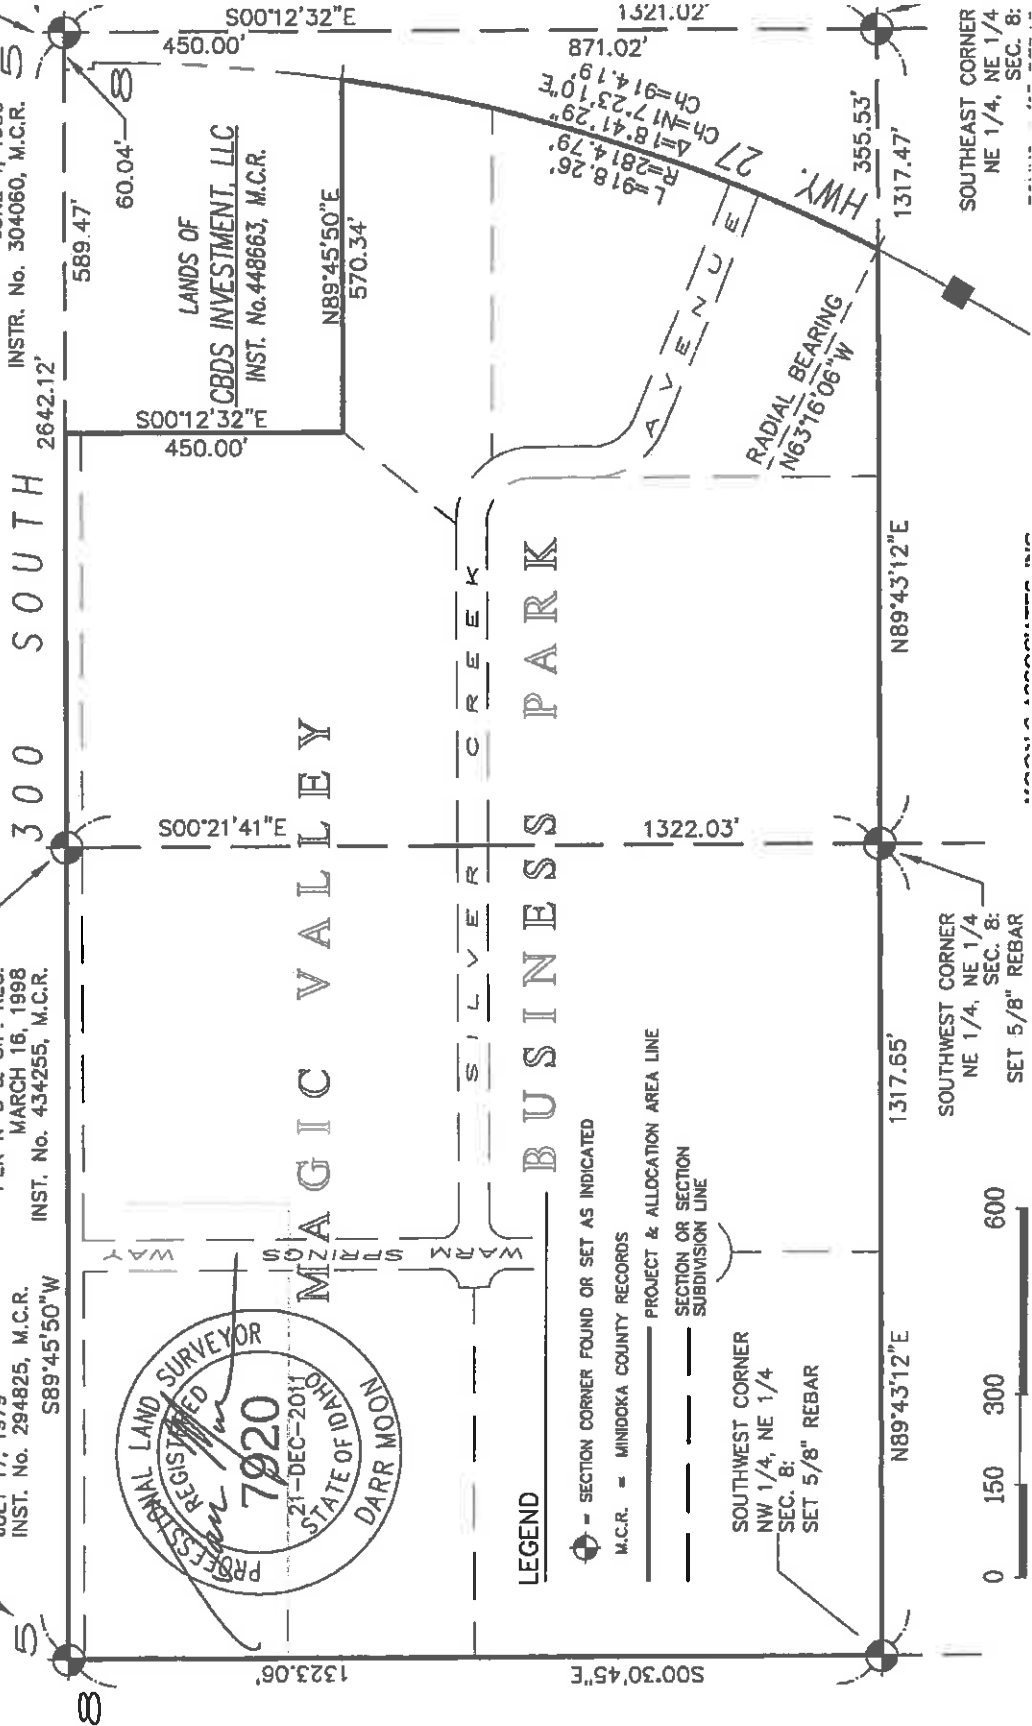 INST. No. 294825, M.C.R.
S89°45'50"W
MARCH 16, 1998
INST. No. 434255, M.C.R.
300 SOUTH
2642.12'
INSTR. No. 304060, M.C.R.
589.47'
60.04'
5
8
5
8
S00°12'32"E
450.00'
1321.02'
871.02'
LANDS OF
CBDS INVESTMENT, LLC
INST. No.448663, M.C.R.
S00°12'32"E
450.00'
N89°45'50"E
570.34'
L=918.26'
R=2814.79'
Δ=18°41'29"
Ch=N17°23'10"E
Ch=914.19'
HWY. 27
S00°21'41"E
1322.03'
MAGIC VALLEY
BUSINESS PARK
SILVER CREEK
AVENUE
WARM SPRINGS WAY
PROFESSIONAL LAND SURVEYOR
REGISTERED
7920
21-DEC-2011
STATE OF IDAHO
DARR MOON
1323.06'
S00°30'45"E
LEGEND
= SECTION CORNER FOUND OR SET AS INDICATED
M.C.R. = MINIDOKA COUNTY RECORDS
PROJECT & ALLOCATION AREA LINE
SECTION OR SECTION
SUBDIVISION LINE
RADIAL BEARING
N63°16'06"W
SOUTHWEST CORNER
NW 1/4, NE 1/4
SEC. 8:
SET 5/8" REBAR
N89°43'12"E
1317.65'
N89°43'12"E
1317.47'
355.53'
SOUTHWEST CORNER
NE 1/4, NE 1/4
SEC. 8:
SET 5/8" REBAR
SOUTHEAST CORNER
NE 1/4, NE 1/4
SEC. 8:
0 150 300 600